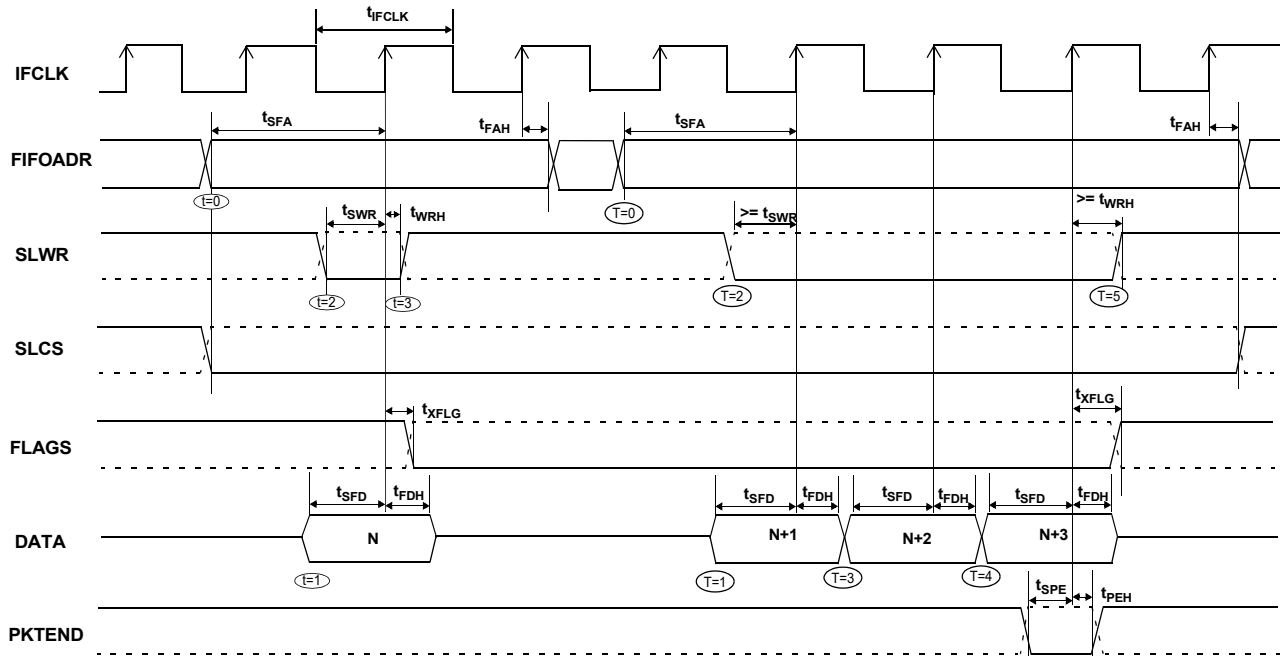 tIFCLK
IFCLK
tSFA
tFAH
tSFA
tFAH
FIFOADR
t=0
T=0
tSWR
tWRH
>= tSWR
>= tWRH
SLWR
t=2
t=3
T=2
T=5
SLCS
tXFLG
tXFLG
FLAGS
tSFD
tFDH
tSFD
tFDH
tSFD
tFDH
tSFD
tFDH
DATA
N
N+1
N+2
N+3
t=1
T=1
T=3
T=4
tSPE
tPEH
PKTEND